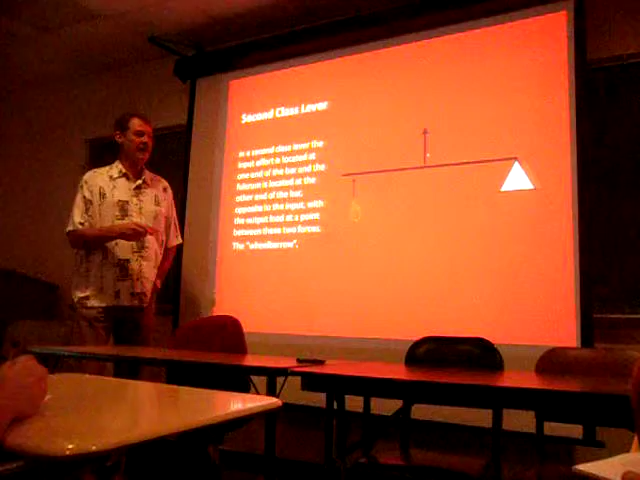 Second Class Lever
In a second class lever the
input effort is located at
one end of the bar and the
fulcrum is located at the
other end of the bar,
opposite to the input, with
the output load at a point
between these two forces.
The "wheelbarrow".